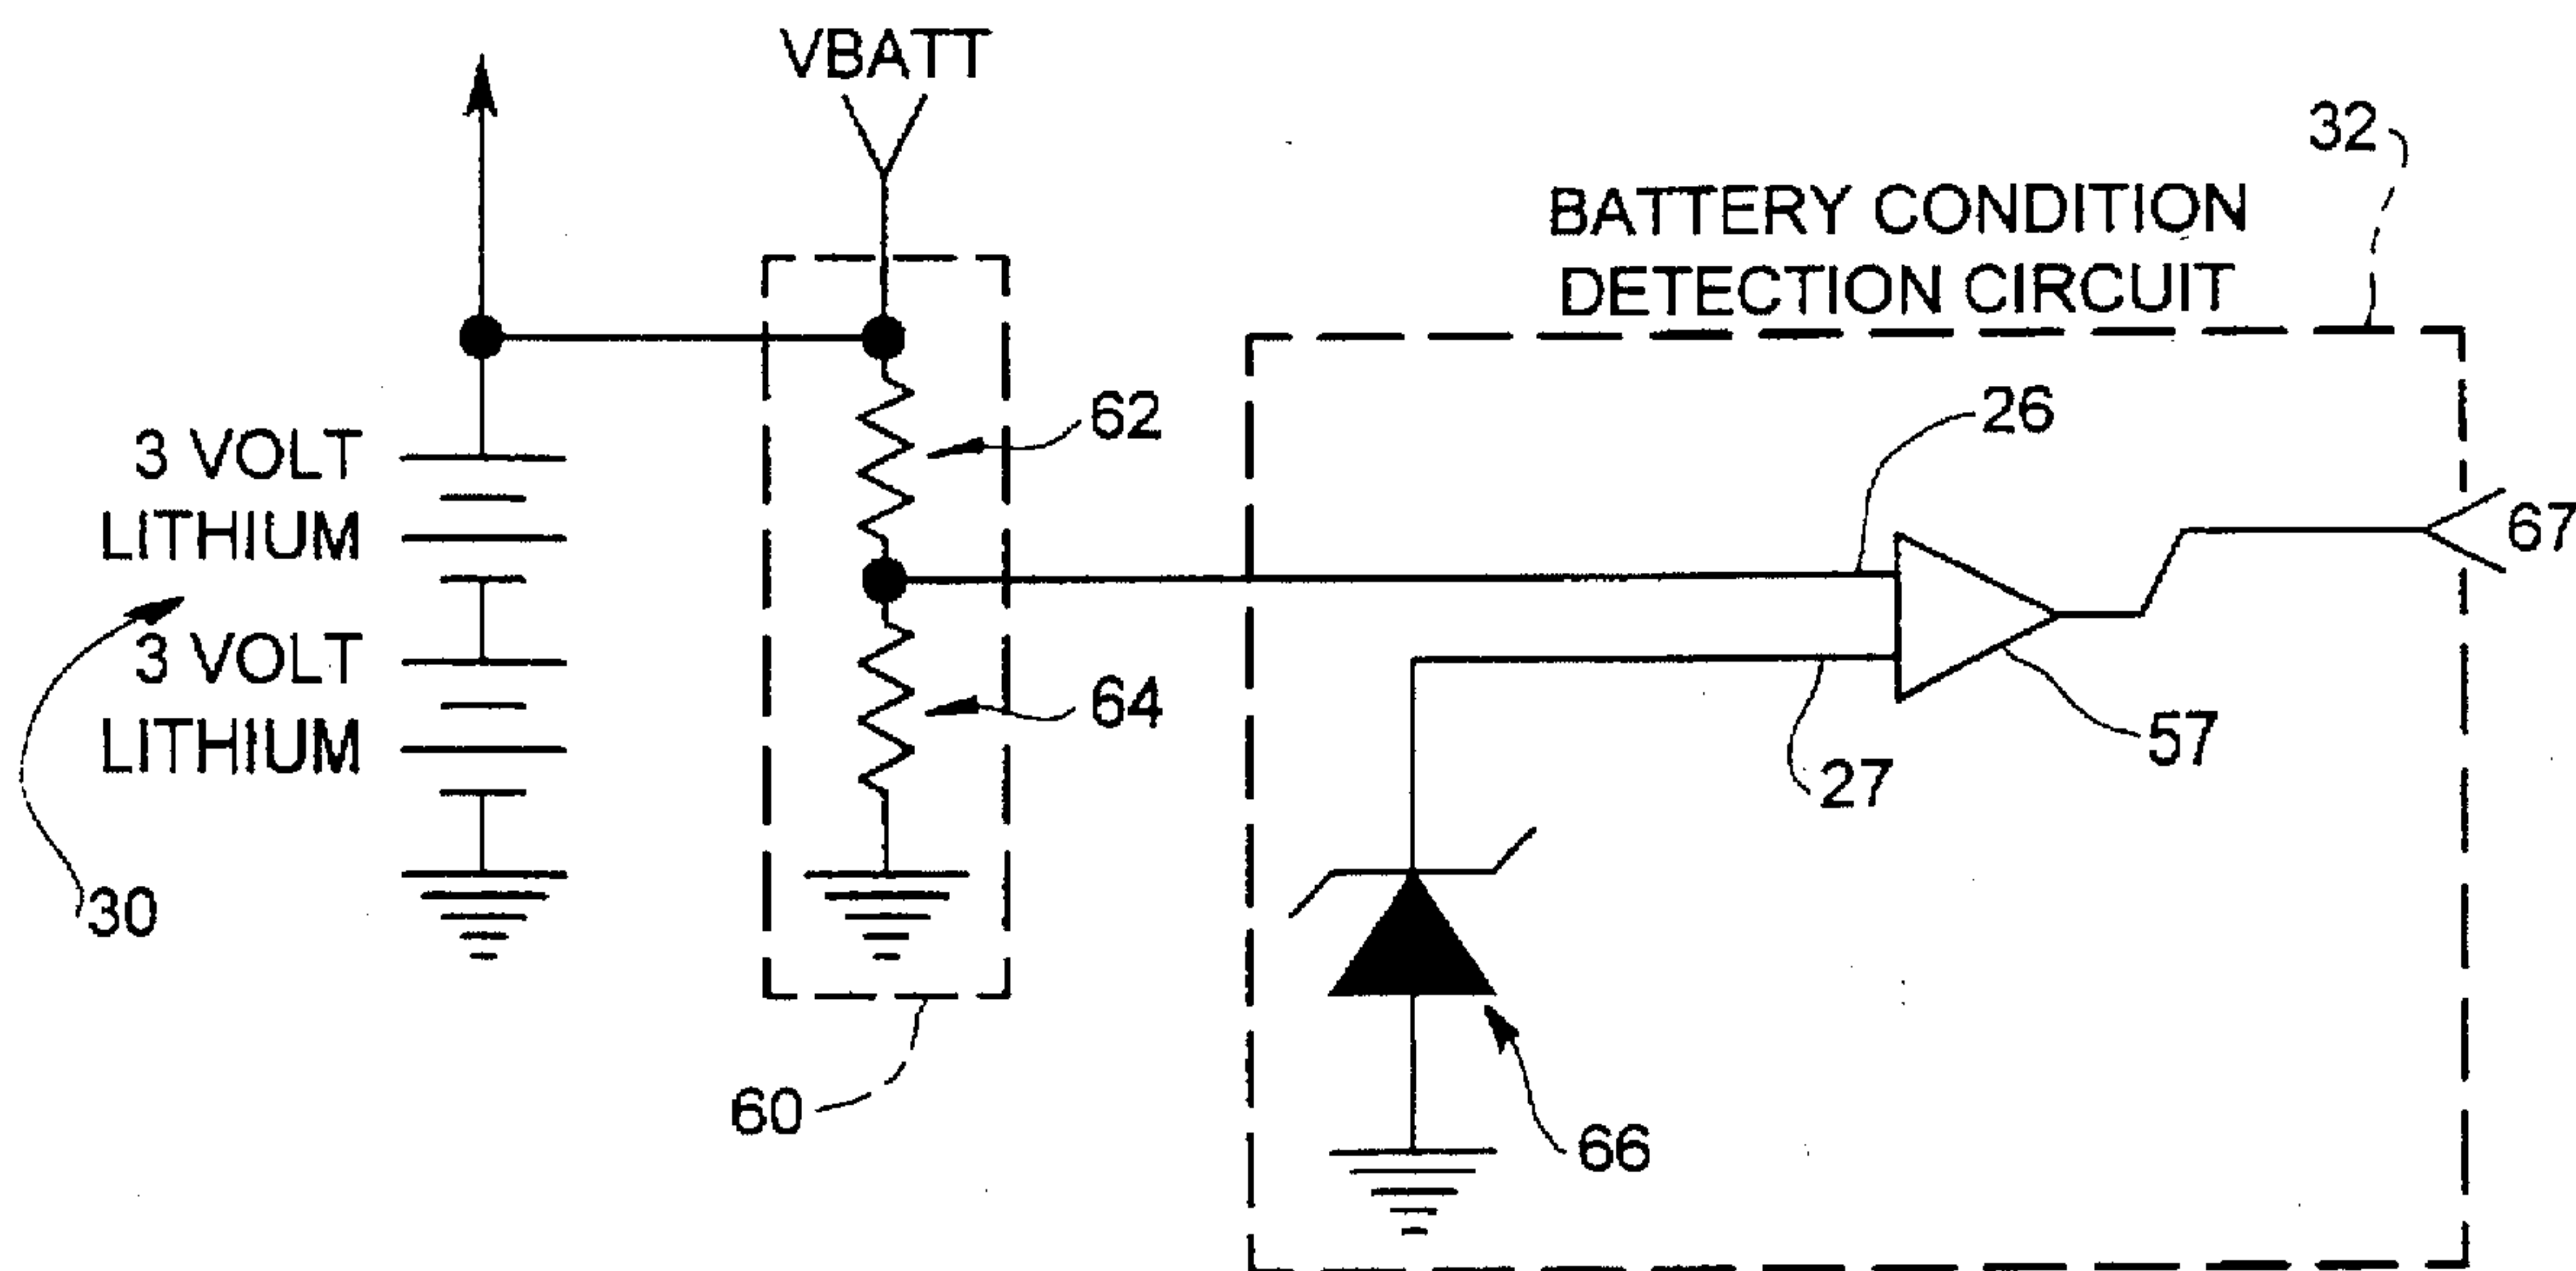 VBATT
32
BATTERY CONDITION
DETECTION CIRCUIT
3 VOLT
LITHIUM
3 VOLT
LITHIUM
30
62
64
60
26
27
57
67
66